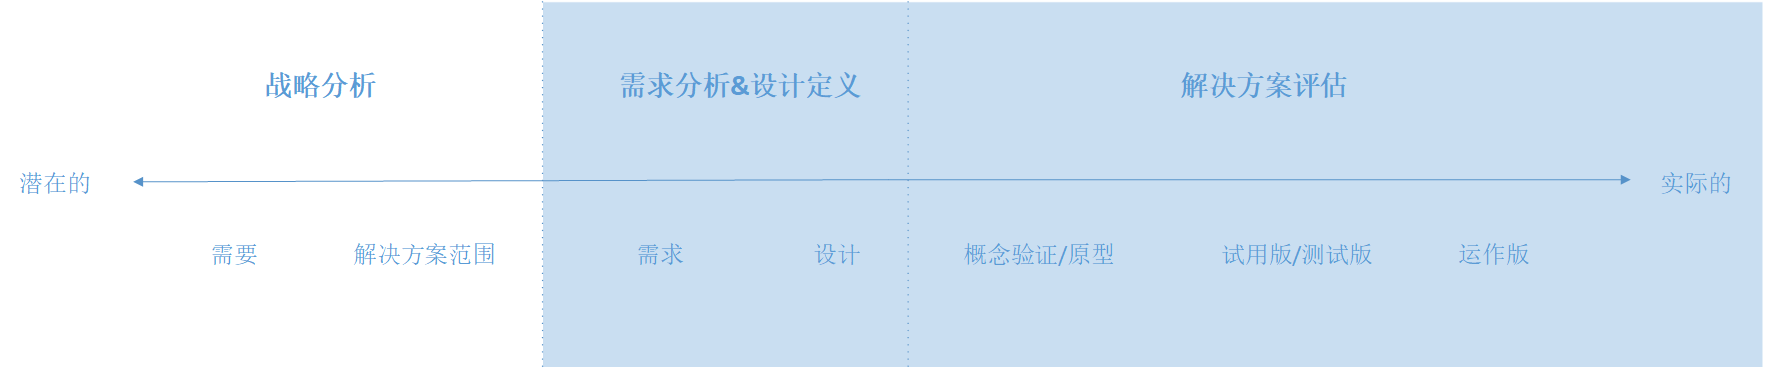 战略分析
需求分析&设计定义
解决方案评估
潜在的
实际的
需要
解决方案范围
需求
设计
概念验证/原型
试用版/测试版
运作版